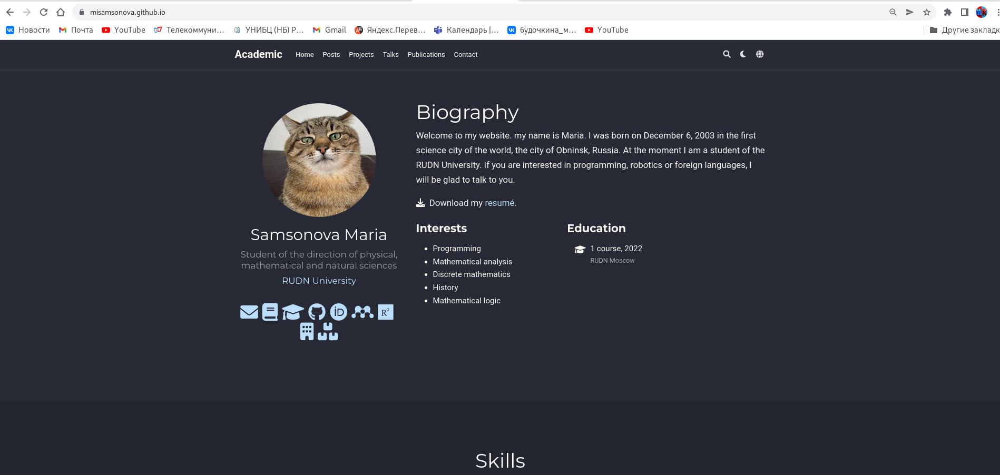 misamsonova.github.io
Новости Почта YouTube Телекоммуни... УНИБЦ (НБ) Р... Gmail Яндекс.Перев... Календарь |... будочкина_м... YouTube Другие закладк
Academic Home Posts Projects Talks Publications Contact
Biography
Welcome to my website. my name is Maria. I was born on December 6, 2003 in the first
science city of the world, the city of Obninsk, Russia. At the moment I am a student of the
RUDN University. If you are interested in programming, robotics or foreign languages, I
will be glad to talk to you.
Download my resumé.
Samsonova Maria
Student of the direction of physical,
mathematical and natural sciences
RUDN University
iD
RG
Interests
Programming
Mathematical analysis
Discrete mathematics
History
Mathematical logic
Education
1 course, 2022
RUDN Moscow
Skills